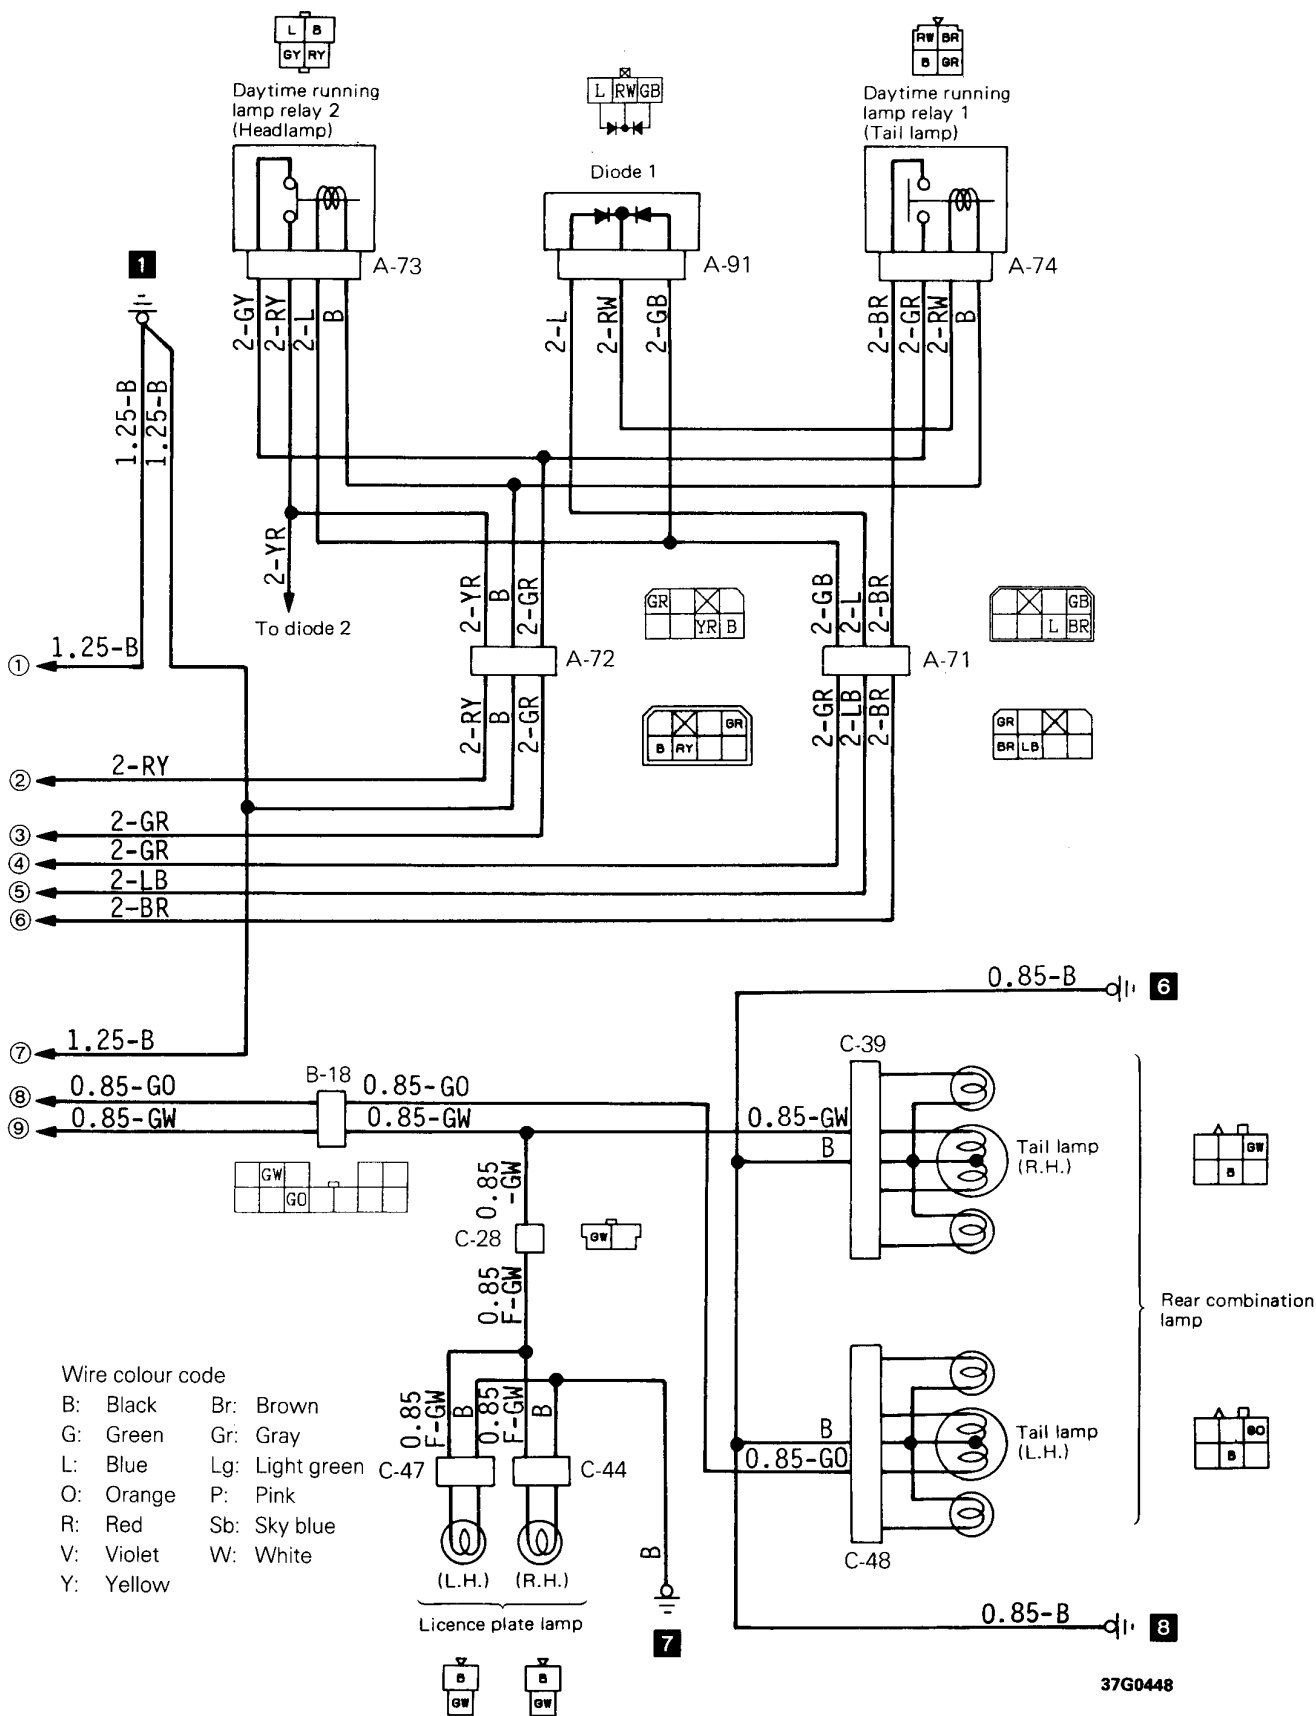 L B
GY RY
Daytime running
lamp relay 2
(Headlamp)
L RW GB
Diode 1
RW BR
B GR
Daytime running
lamp relay 1
(Tail lamp)
A-73
A-91
A-74
1
2-GY
2-RY
2-L
B
2-L
2-RW
2-GB
2-BR
2-GR
2-RW
B
1.25-B
1.25-B
2-YR
To diode 2
2-YR
B
2-GR
GR
YR B
2-GB
2-L
2-BR
GB
L BR
① 1.25-B
A-72
A-71
2-RY
B
2-GR
GR
B RY
2-GR
2-LB
2-BR
GR
BR LB
② 2-RY
③ 2-GR
④ 2-GR
⑤ 2-LB
⑥ 2-BR
0.85-B 6
⑦ 1.25-B
C-39
B-18
⑧ 0.85-GO 0.85-GO
⑨ 0.85-GW 0.85-GW 0.85-GW
B
Tail lamp
(R.H.)
GW
B
GW
GO
0.85
-GW
C-28
GW
0.85
F-GW
Rear combination
lamp
Wire colour code
B: Black Br: Brown
G: Green Gr: Gray
L: Blue Lg: Light green
O: Orange P: Pink
R: Red Sb: Sky blue
V: Violet W: White
Y: Yellow
0.85
F-GW
B
0.85
F-GW
B
C-47
C-44
B
0.85-GO
Tail lamp
(L.H.)
B
C-48
(L.H.) (R.H.)
Licence plate lamp
B
7
0.85-B 8
B
GW
B
GW
37G0448